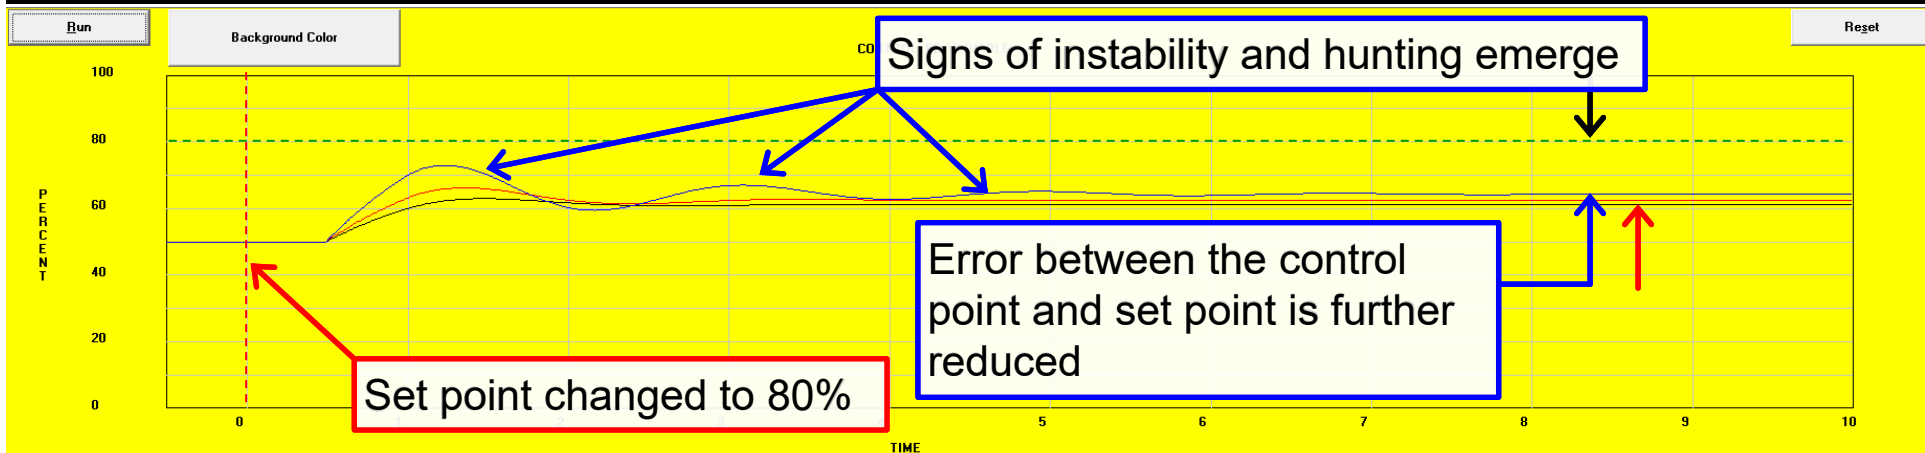 Run
Background Color
Reset
CO
Signs of instability and hunting emerge
100
80
60
40
20
0
PERCENT
Error between the control
point and set point is further
reduced
Set point changed to 80%
0
5
6
7
8
9
10
TIME